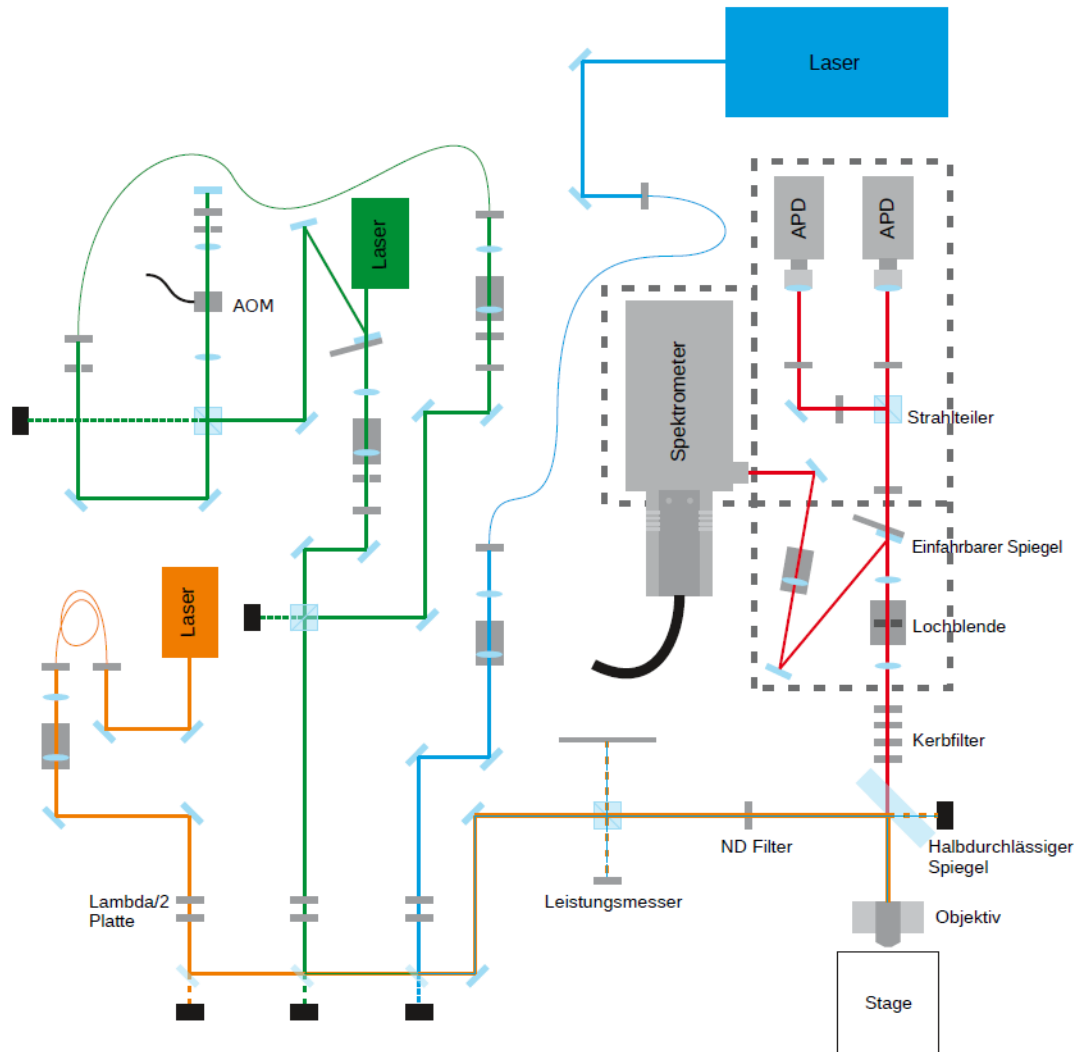 Laser
APD
APD
Laser
AOM
Spektrometer
Strahlteiler
Einfahrbarer Spiegel
Laser
Lochblende
Kerbfilter
ND Filter
Halbdurchlässiger
Spiegel
Lambda/2
Platte
Leistungsmesser
Objektiv
Stage